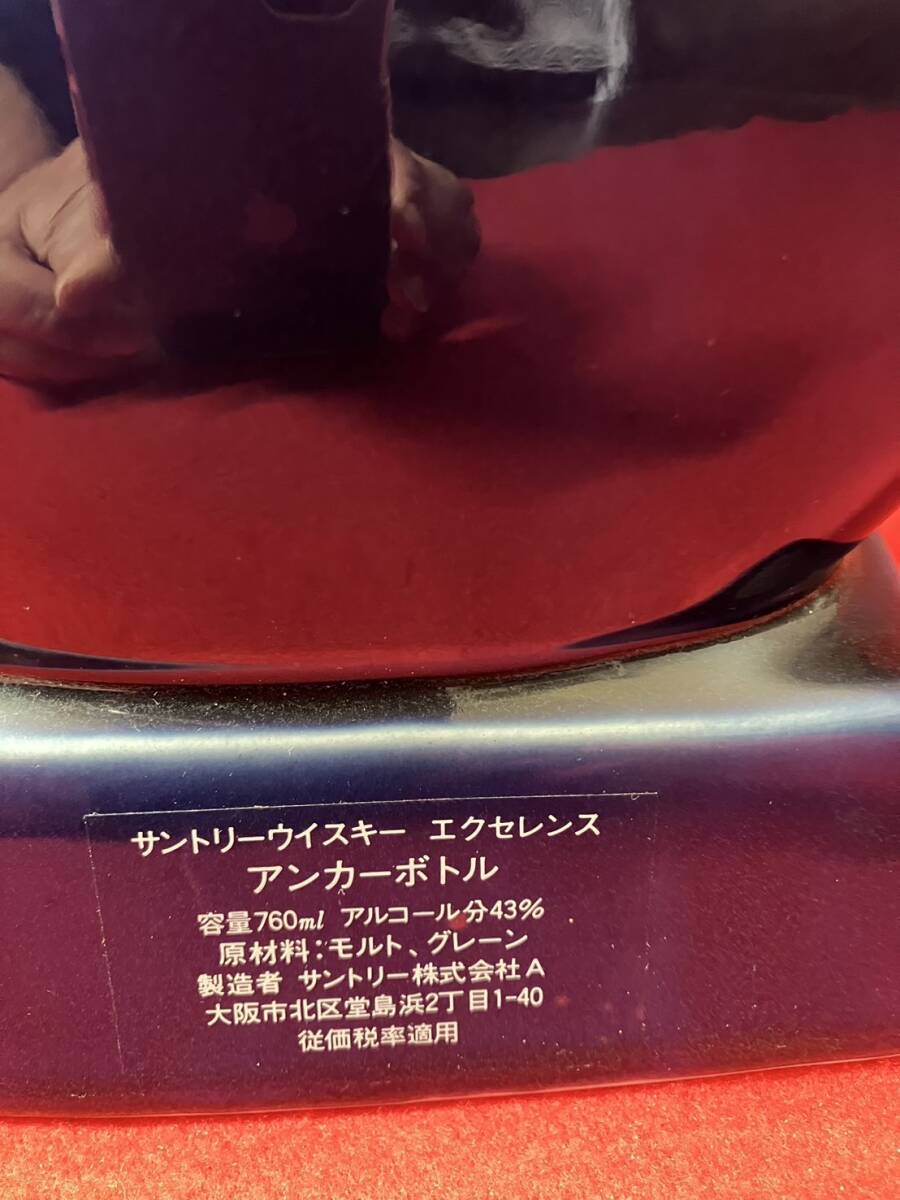 サントリーウイスキー エクセレンス
アンカーボトル
容量760ml アルコール分43%
原材料:モルト、グレーン
製造者 サントリー株式会社A
大阪市北区堂島浜2丁目1-40
従価税率適用